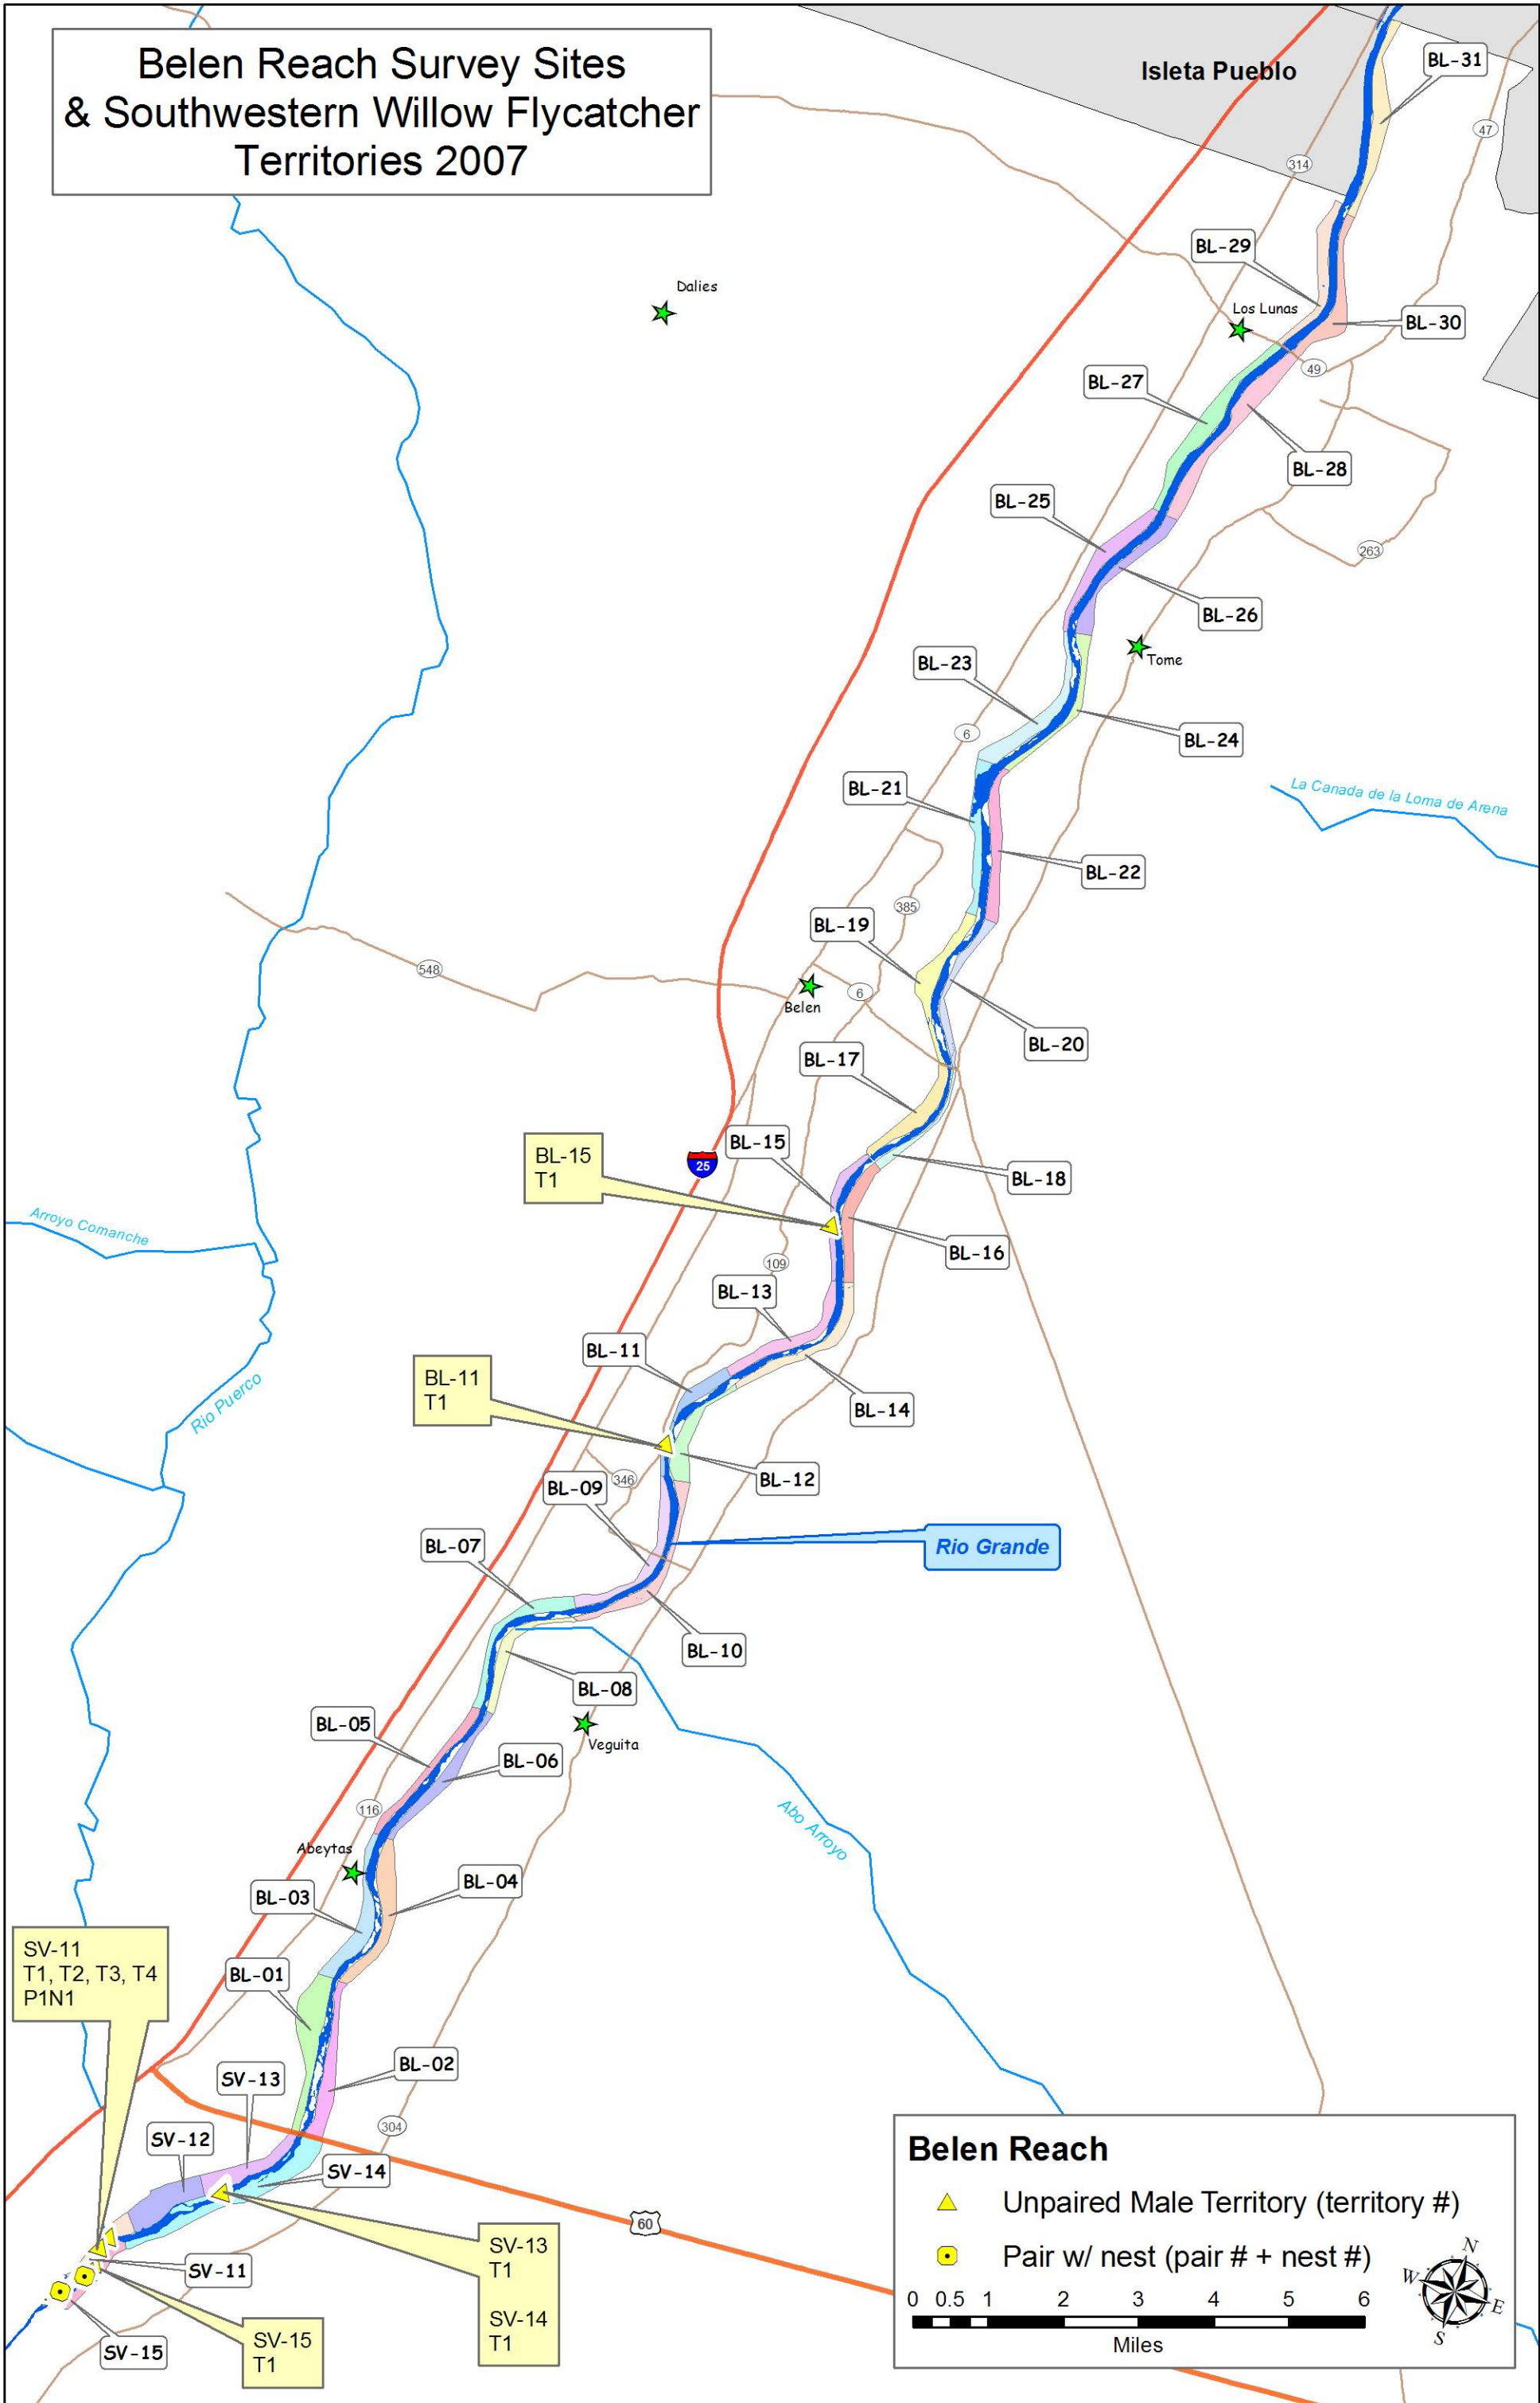 Belen Reach Survey Sites
& Southwestern Willow Flycatcher
Territories 2007
Isleta Pueblo
BL-31
47
314
BL-29
Dalies
Los Lunas
BL-30
49
BL-27
BL-28
BL-25
263
BL-26
Tome
BL-23
6
BL-24
BL-21
La Canada de la Loma de Arena
BL-22
385
BL-19
548
Belen
6
BL-20
BL-17
BL-15
BL-15
T1
25
BL-18
Arroyo Comanche
BL-16
109
BL-13
BL-11
BL-11
T1
Rio Puerco
BL-14
BL-12
346
BL-09
BL-07
Rio Grande
BL-10
BL-08
BL-05
Veguita
BL-06
116
Abo Arroyo
Abeytas
BL-04
BL-03
SV-11
T1, T2, T3, T4
P1N1
BL-01
BL-02
SV-13
304
SV-12
SV-14
60
SV-13
T1
SV-14
T1
SV-11
SV-15
T1
SV-15
Belen Reach
Unpaired Male Territory (territory #)
Pair w/ nest (pair # + nest #)
0 0.5 1 2 3 4 5 6
Miles
N
W
E
S